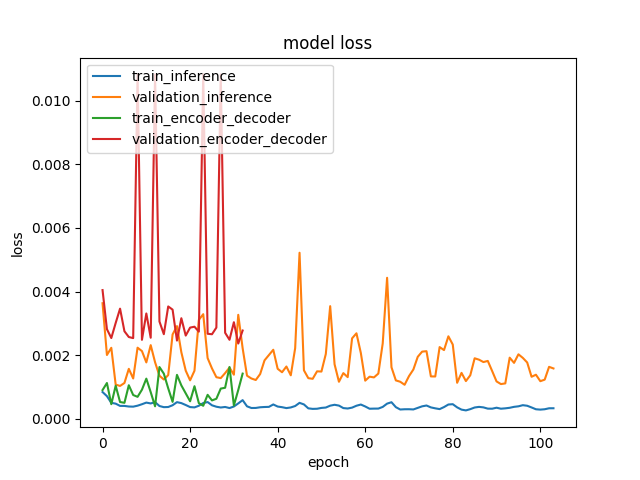 model loss
train_inference
validation_inference
train_encoder_decoder
validation_encoder_decoder
0.010
0.008
0.006
0.004
0.002
0.000
loss
0 20 40 60 80 100
epoch